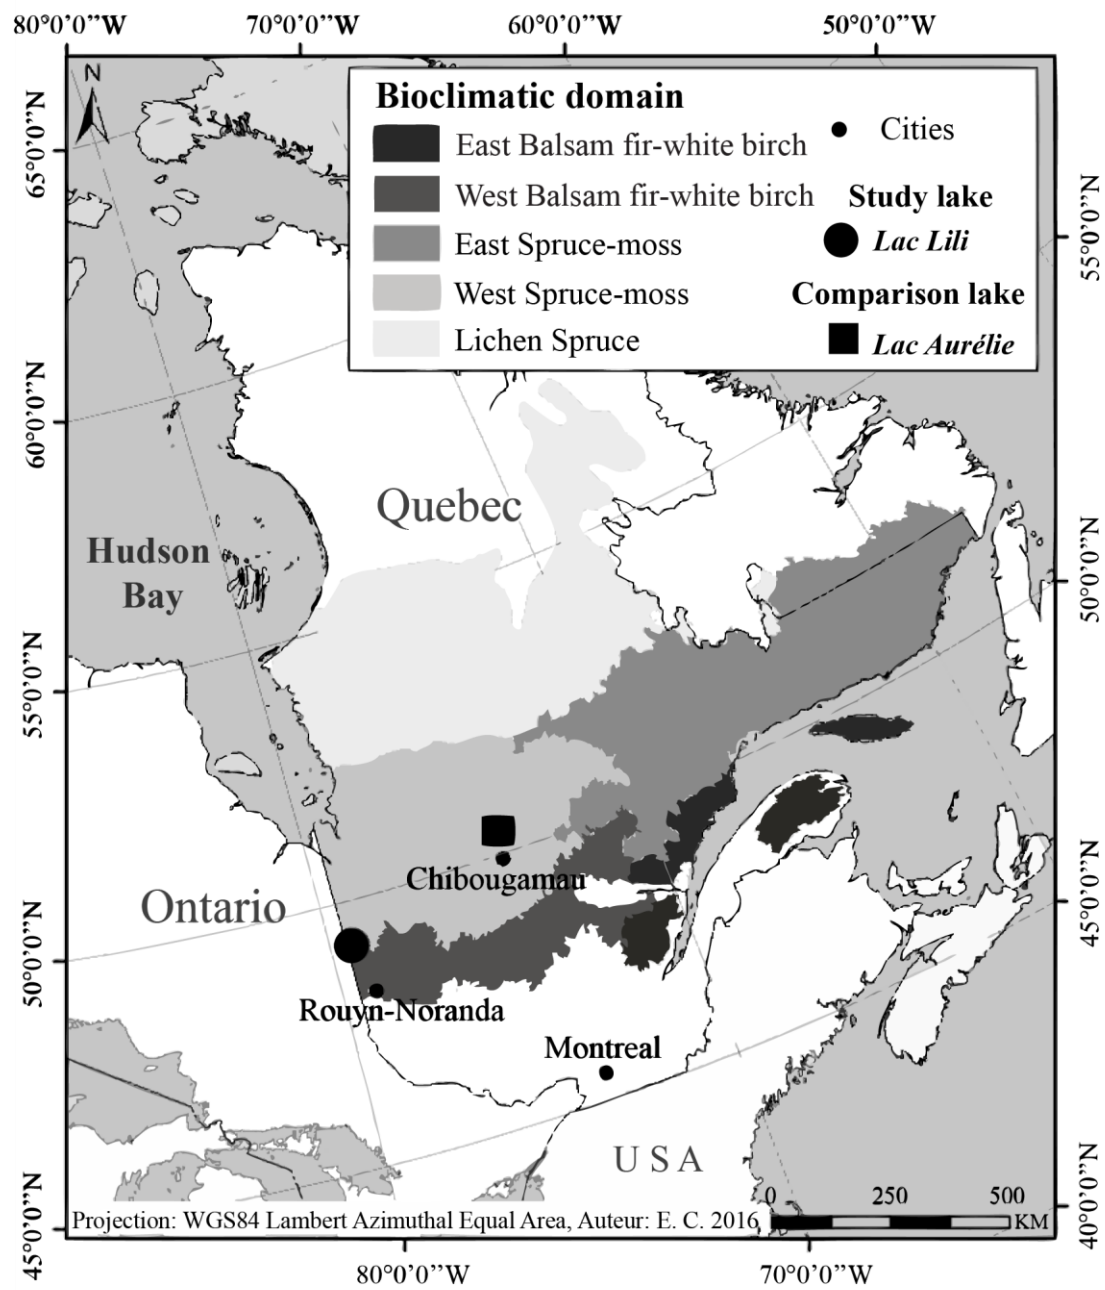 80°0'0''W 70°0'0''W 60°0'0''W 50°0'0''W
N
65°0'0''N
60°0'0''N
55°0'0''N
50°0'0''N
45°0'0''N
Bioclimatic domain
East Balsam fir-white birch
West Balsam fir-white birch
East Spruce-moss
West Spruce-moss
Lichen Spruce
Cities
Study lake
Lac Lili
Comparison lake
Lac Aurélie
55°0'0''N
50°0'0''N
45°0'0''N
40°0'0''N
Quebec
Hudson
Bay
Chibougamau
Ontario
Rouyn-Noranda
Montreal
USA
0 250 500
KM
Projection: WGS84 Lambert Azimuthal Equal Area, Auteur: E. C. 2016
80°0'0''W 70°0'0''W